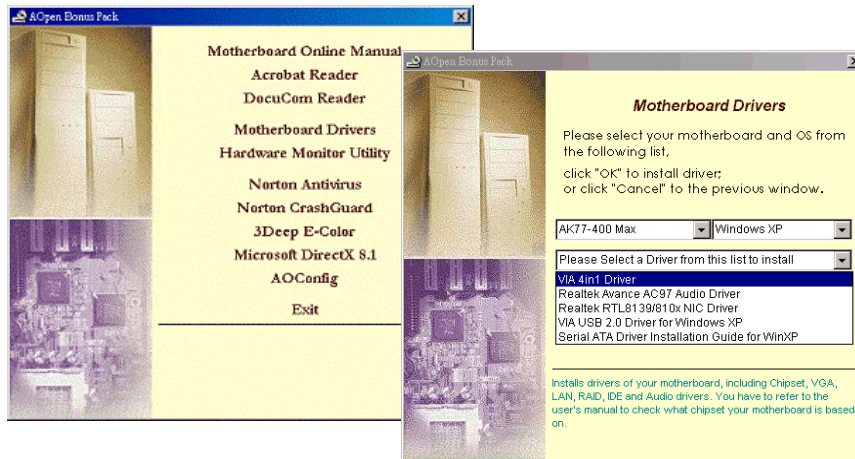 AOpen Bonus Pack
Motherboard Online Manual
Acrobat Reader
DocuCom Reader
Motherboard Drivers
Hardware Monitor Utility
Norton Antivirus
Norton CrashGuard
3Deep E-Color
Microsoft DirectX 8.1
AOConfig
Exit
AOpen Bonus Pack
Motherboard Drivers
Please select your motherboard and OS from
the following list,
click "OK" to install driver;
or click "Cancel" to the previous window.
AK77-400 Max
Windows XP
Please Select a Driver from this list to install
VIA 4in1 Driver
Realtek Avance AC97 Audio Driver
Realtek RTL8139/810x NIC Driver
VIA USB 2.0 Driver for Windows XP
Serial ATA Driver Installation Guide for WinXP
Installs drivers of your motherboard, including Chipset, VGA,
LAN, RAID, IDE and Audio drivers. You have to refer to the
user's manual to check what chipset your motherboard is based
on.